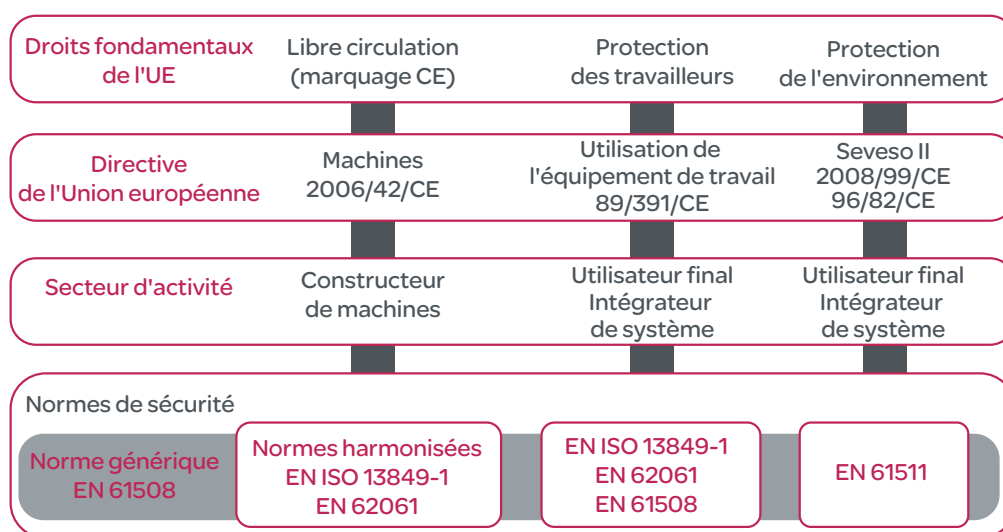 Droits fondamentaux
de l'UE
Libre circulation
(marquage CE)
Protection
des travailleurs
Protection
de l'environnement
Directive
de l'Union européenne
Machines
2006/42/CE
Utilisation de
l'équipement de travail
89/391/CE
Seveso II
2008/99/CE
96/82/CE
Secteur d'activité
Constructeur
de machines
Utilisateur final
Intégrateur
de système
Utilisateur final
Intégrateur
de système
Normes de sécurité
Norme générique
EN 61508
Normes harmonisées
EN ISO 13849-1
EN 62061
EN ISO 13849-1
EN 62061
EN 61508
EN 61511